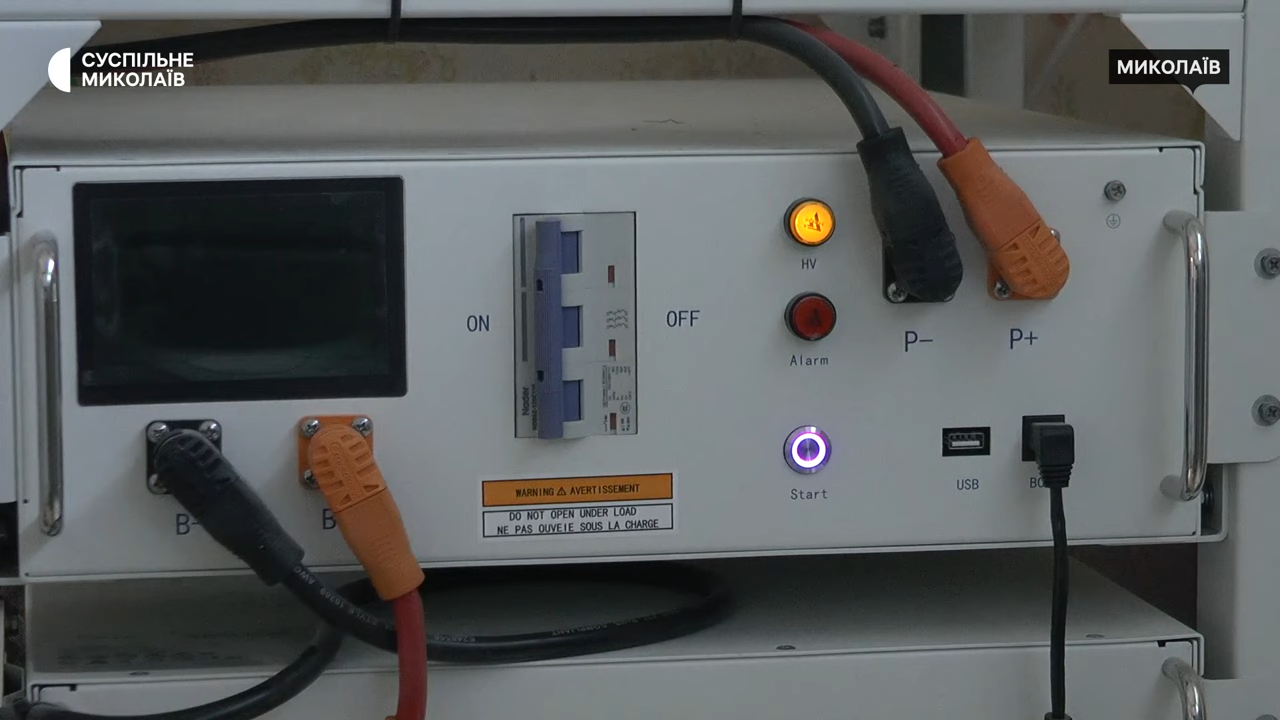 СУСПІЛЬНЕ
МИКОЛАЇВ
МИКОЛАЇВ
HV
ON
OFF
Alarm
P-
P+
Noder
Start
USB
B-
WARNING AVERTISSEMENT
DO NOT OPEN UNDER LOAD
NE PAS OUVEIE SOUS LA CHARGE